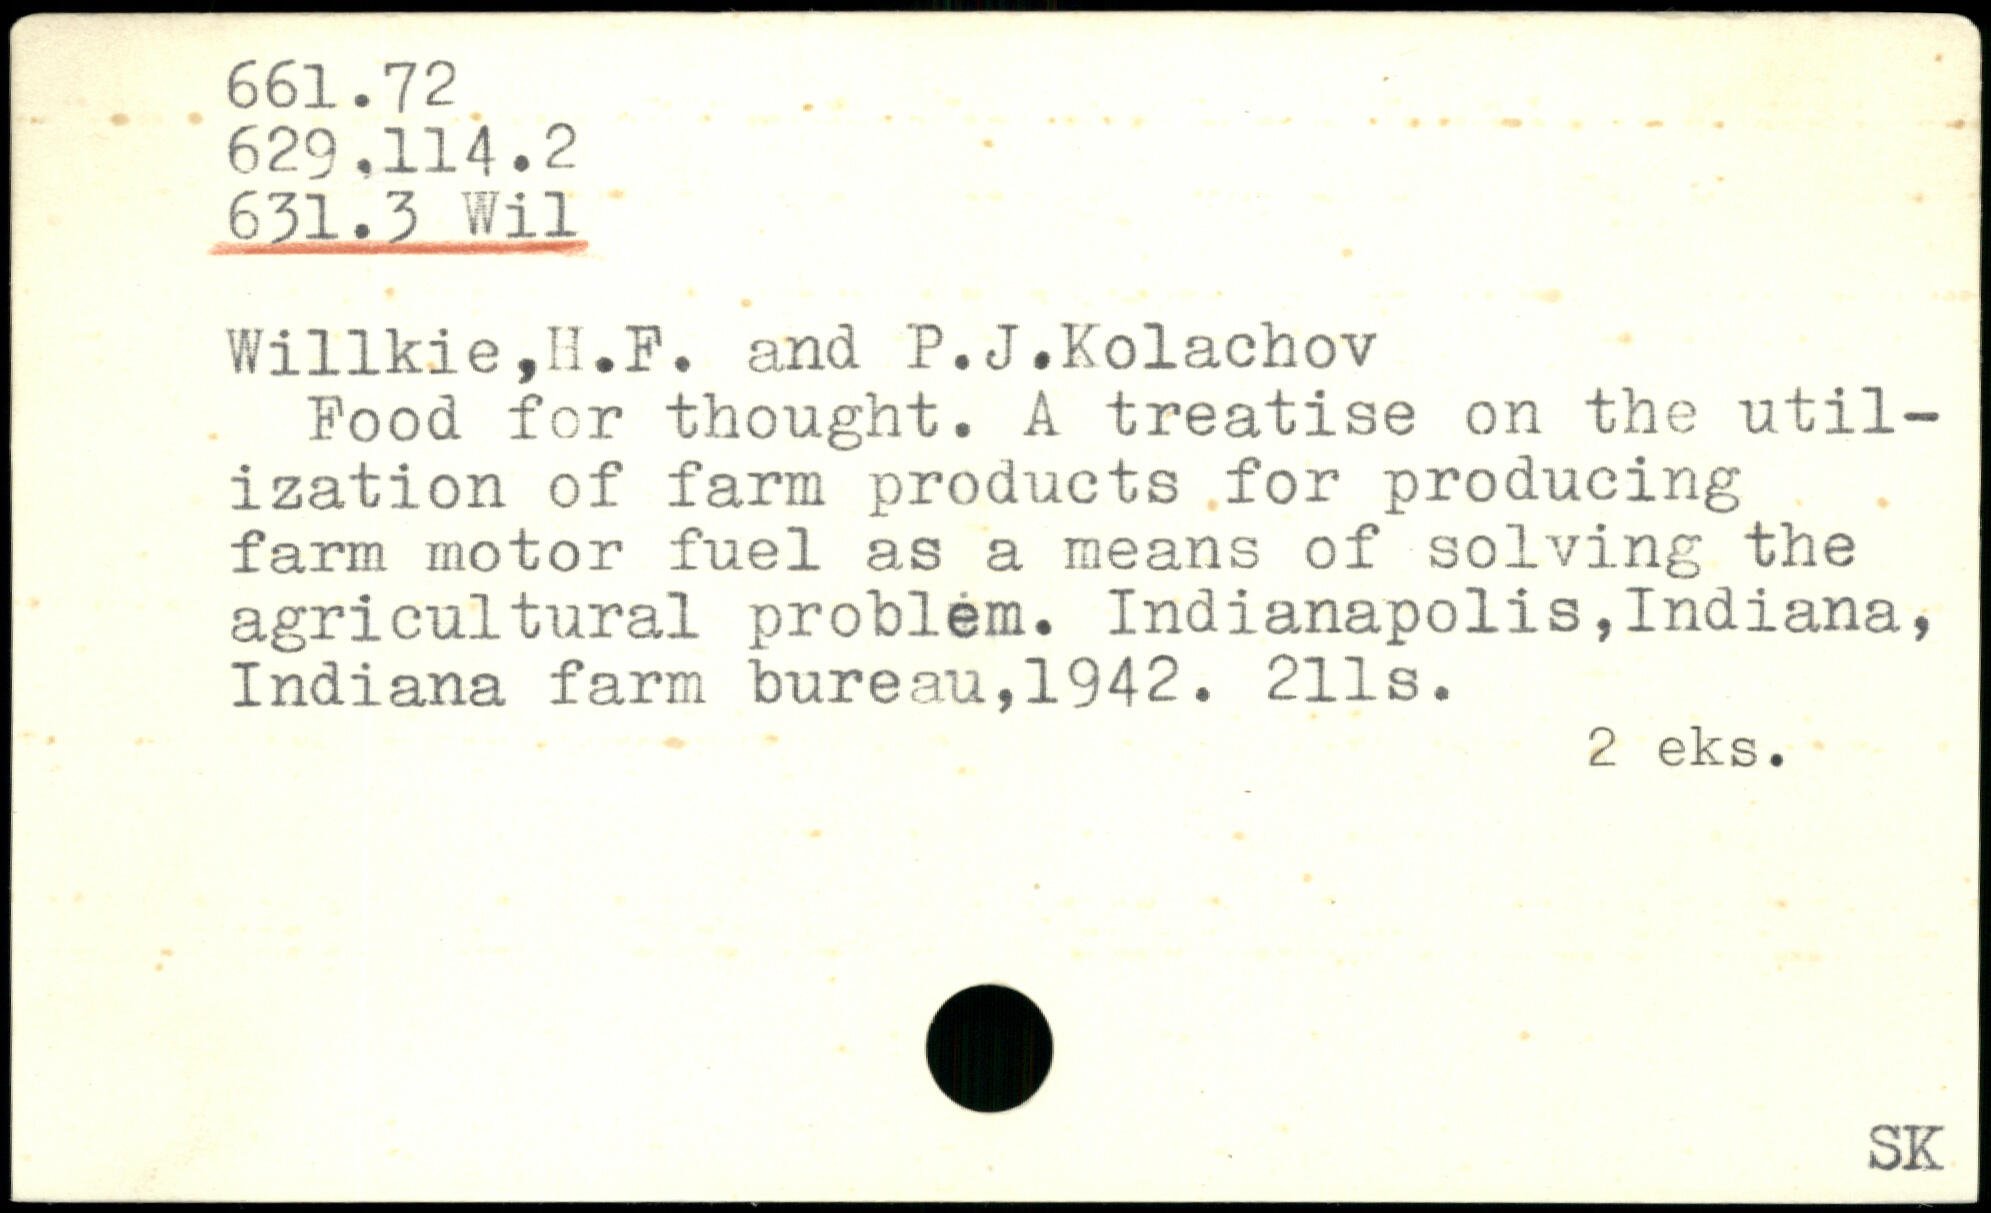 661.72
629.114.2
631.3 Wil
Willkie,H.F. and P.J.Kolachov
Food for thought. A treatise on the util-
ization of farm products for producing
farm motor fuel as a means of solving the
agricultural problem. Indianapolis,Indiana,
Indiana farm bureau,1942. 211s.
2 eks.
SK